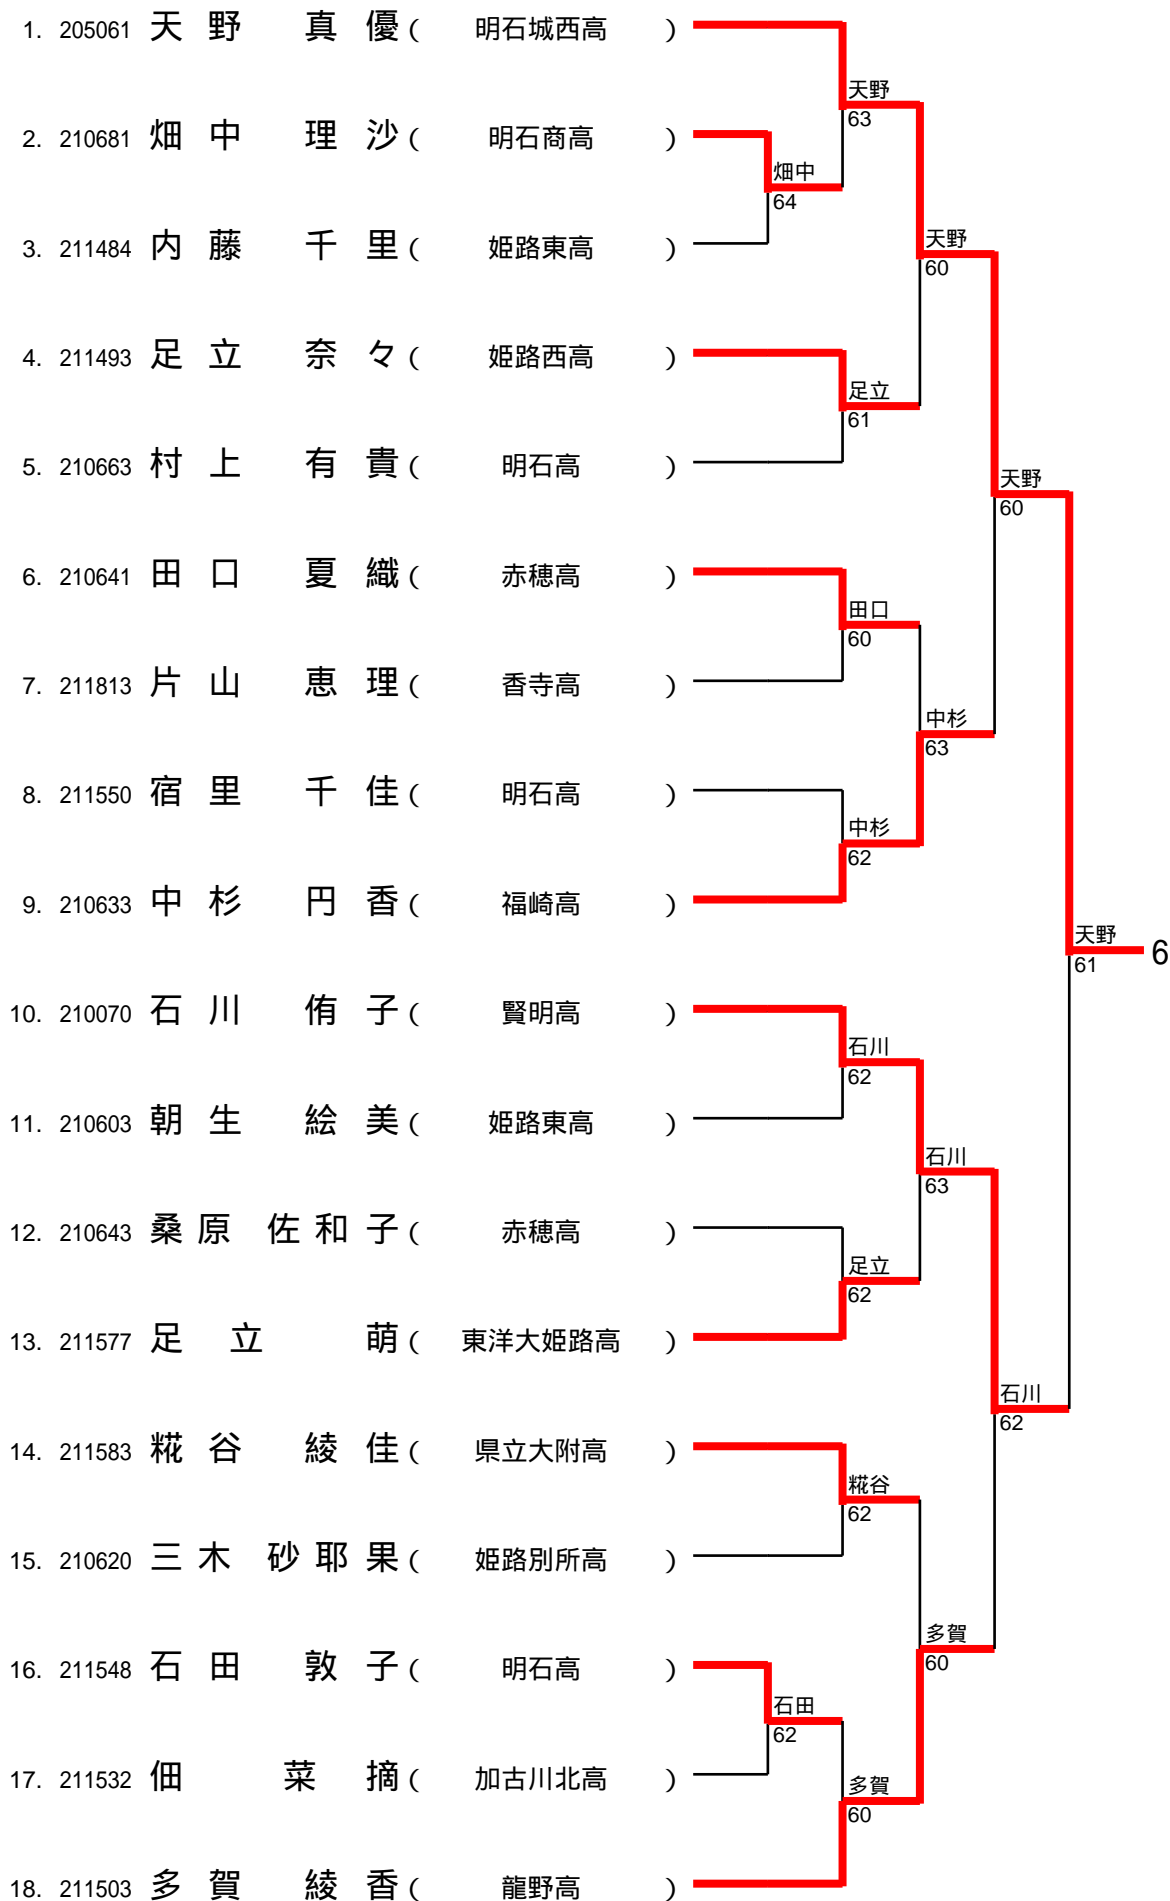 1. 205061 天野 真優 ( 明石城西高 )
天野
63
2. 210681 畑中 理沙 ( 明石商高 )
畑中
64
3. 211484 内藤 千里 ( 姫路東高 )
天野
60
4. 211493 足立 奈々 ( 姫路西高 )
足立
61
5. 210663 村上 有貴 ( 明石高 )
天野
60
6. 210641 田口 夏織 ( 赤穂高 )
田口
60
7. 211813 片山 恵理 ( 香寺高 )
中杉
63
8. 211550 宿里 千佳 ( 明石高 )
中杉
62
9. 210633 中杉 円香 ( 福崎高 )
天野
61
6
10. 210070 石川 侑子 ( 賢明高 )
石川
62
11. 210603 朝生 絵美 ( 姫路東高 )
石川
63
12. 210643 桑原 佐和子 ( 赤穂高 )
足立
62
13. 211577 足立 萌 ( 東洋大姫路高 )
石川
62
14. 211583 糀谷 綾佳 ( 県立大附高 )
糀谷
62
15. 210620 三木 砂耶果 ( 姫路別所高 )
多賀
60
16. 211548 石田 敦子 ( 明石高 )
石田
62
17. 211532 佃 菜摘 ( 加古川北高 )
多賀
60
18. 211503 多賀 綾香 ( 龍野高 )